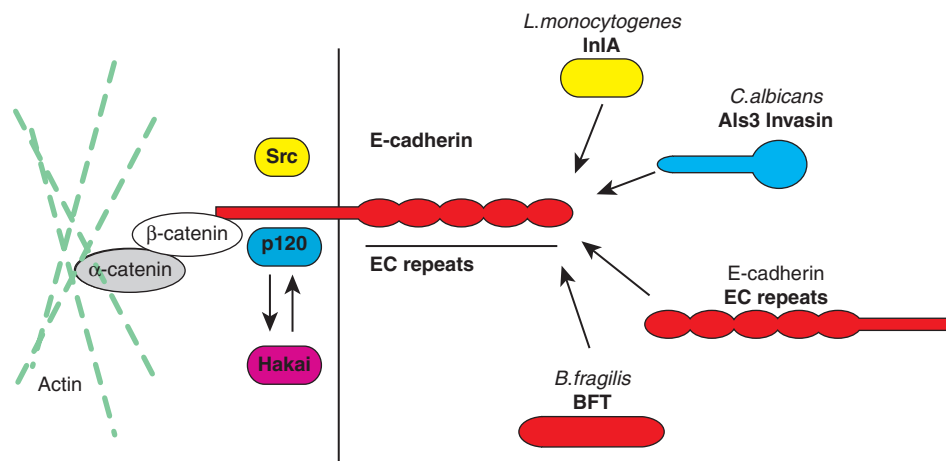 L.monocytogenes
InlA
C.albicans
Als3 Invasin
E-cadherin
Src
β-catenin
p120
α-catenin
EC repeats
E-cadherin
EC repeats
Hakai
Actin
B.fragilis
BFT